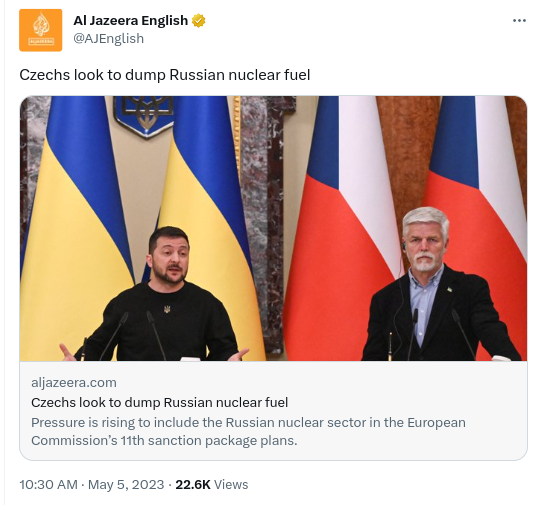 Al Jazeera English
@AJEnglish
Czechs look to dump Russian nuclear fuel
aljazeera.com
Czechs look to dump Russian nuclear fuel
Pressure is rising to include the Russian nuclear sector in the European
Commission’s 11th sanction package plans.
10:30 AM · May 5, 2023 · 22.6K Views